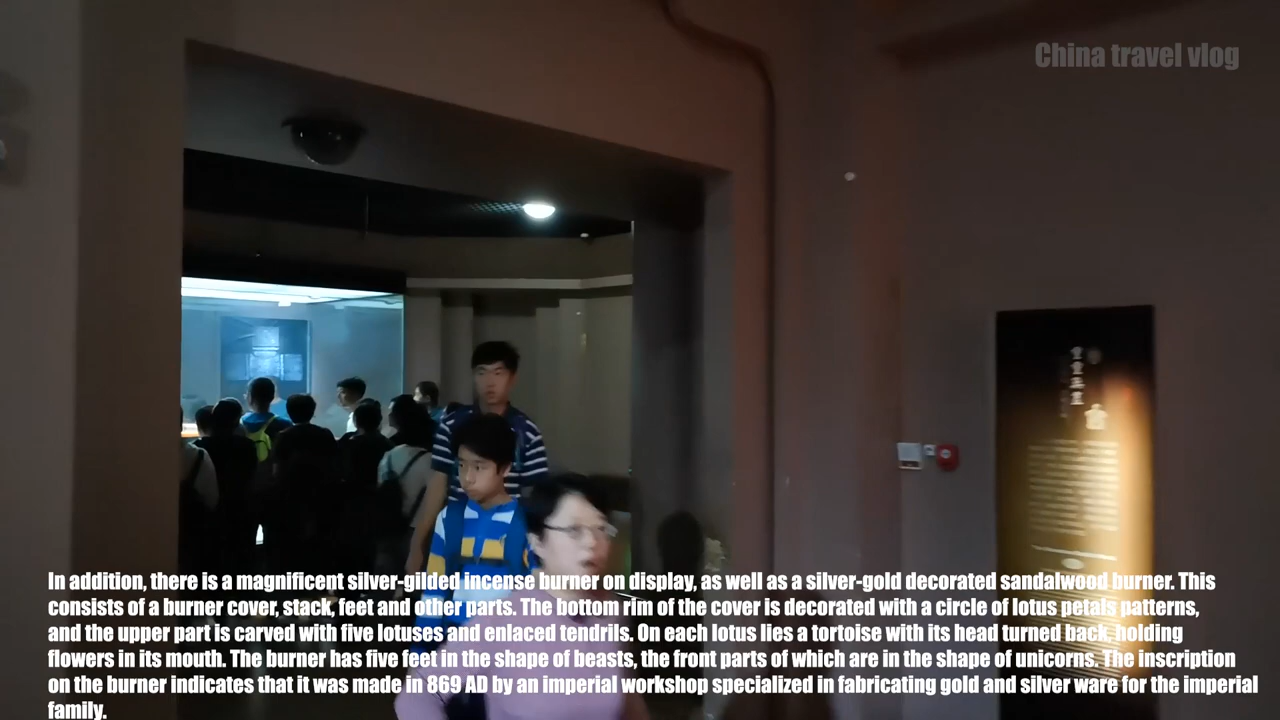 China travel vlog
In addition, there is a magnificent silver-gilded incense burner on display, as well as a silver-gold decorated sandalwood burner. This
consists of a burner cover, stack, feet and other parts. The bottom rim of the cover is decorated with a circle of lotus petals patterns,
and the upper part is carved with five lotuses and enlaced tendrils. On each lotus lies a tortoise with its head turned back, holding
flowers in its mouth. The burner has five feet in the shape of beasts, the front parts of which are in the shape of unicorns. The inscription
on the burner indicates that it was made in 869 AD by an imperial workshop specialized in fabricating gold and silver ware for the imperial
family.